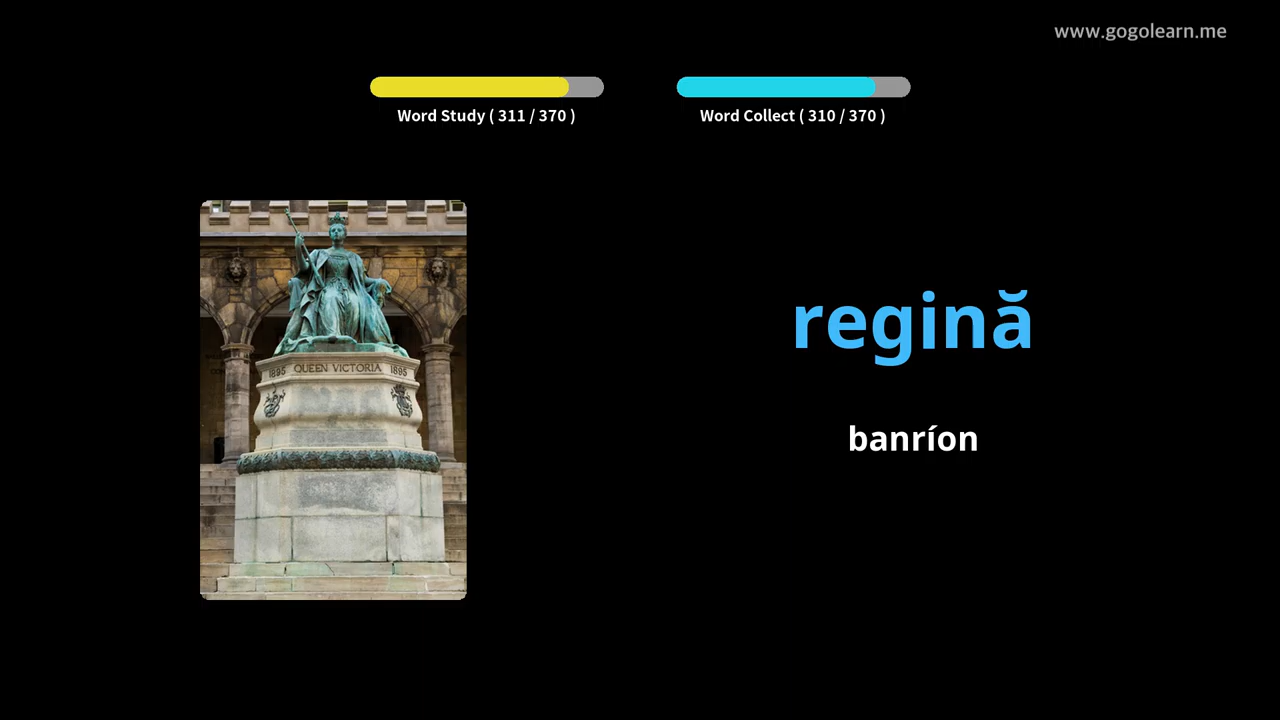 www.gogolearn.me
Word Study ( 311 / 370 )
Word Collect ( 310 / 370 )
1895 QUEEN VICTORIA 1895
regină
banríon